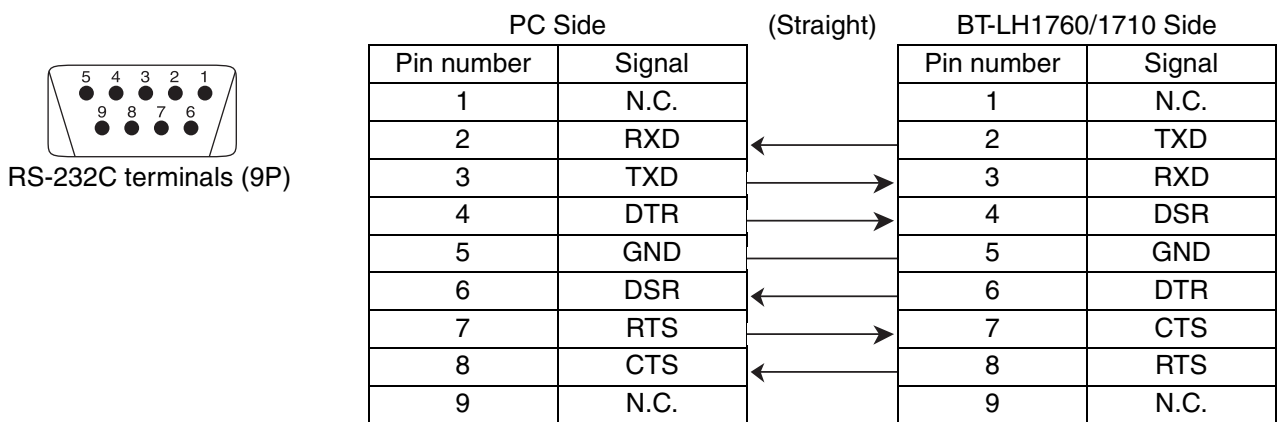 PC Side (Straight) BT-LH1760/1710 Side
Pin number Signal Pin number Signal
5 4 3 2 1
9 8 7 6
RS-232C terminals (9P)
1 N.C. 1 N.C.
2 RXD 2 TXD
3 TXD 3 RXD
4 DTR 4 DSR
5 GND 5 GND
6 DSR 6 DTR
7 RTS 7 CTS
8 CTS 8 RTS
9 N.C. 9 N.C.